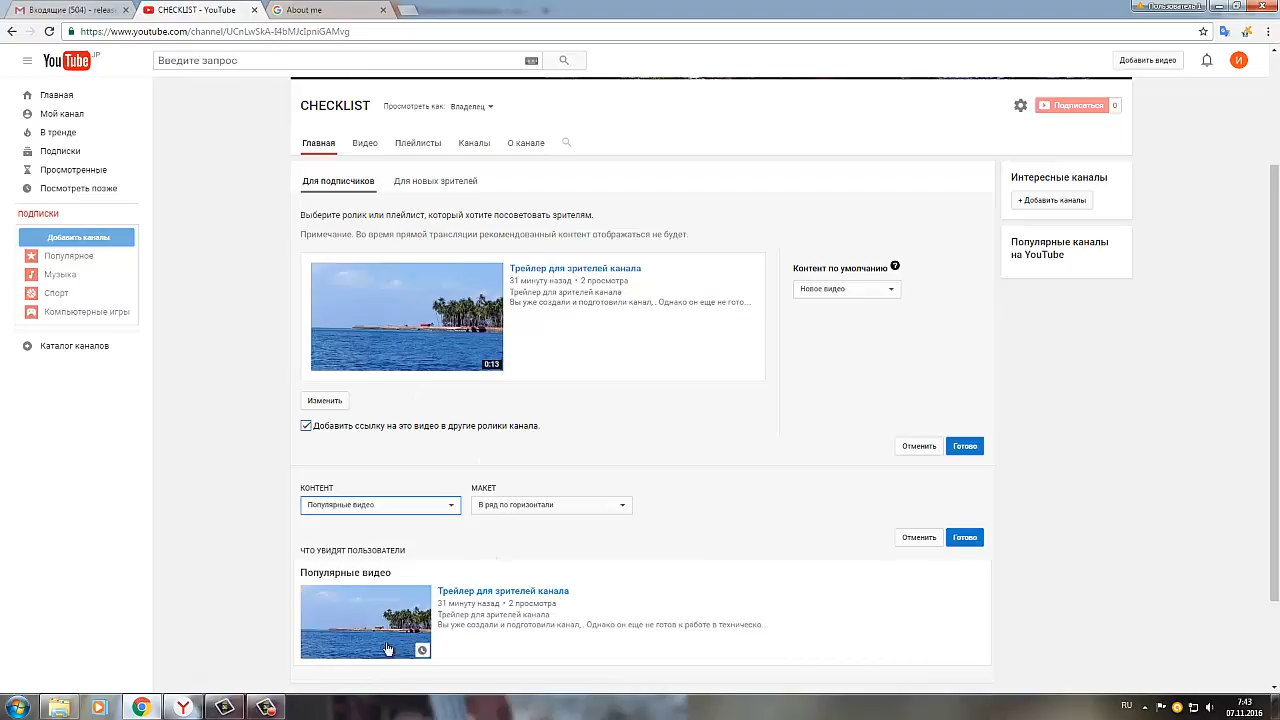 Входящие (504) - releas
CHECKLIST - YouTube
About me
Пользователь 1
https://www.youtube.com/channel/UCnLwSkA-I4bMJcIpniGAMvg
YouTube JP
Введите запрос
Добавить видео
И
Главная
Мой канал
В тренде
Подписки
Просмотренные
Посмотреть позже
ПОДПИСКИ
Добавить каналы
Популярное
Музыка
Спорт
Компьютерные игры
Каталог каналов
CHECKLIST
Просмотреть как: Владелец
Подписаться 0
Главная Видео Плейлисты Каналы О канале
Для подписчиков Для новых зрителей
Выберите ролик или плейлист, который хотите посоветовать зрителям.
Примечание. Во время прямой трансляции рекомендованный контент отображаться не будет.
Трейлер для зрителей канала
31 минуту назад • 2 просмотра
Трейлер для зрителей канала
Вы уже создали и подготовили канал,. Однако он еще не гото...
0:13
Контент по умолчанию ?
Новое видео
Изменить
Добавить ссылку на это видео в другие ролики канала.
Отменить Готово
КОНТЕНТ МАКЕТ
Популярные видео В ряд по горизонтали
Отменить Готово
ЧТО УВИДЯТ ПОЛЬЗОВАТЕЛИ
Популярные видео
Трейлер для зрителей канала
31 минуту назад • 2 просмотра
Трейлер для зрителей канала
Вы уже создали и подготовили канал,. Однако он еще не готов к работе в техническо...
Интересные каналы
+ Добавить каналы
Популярные каналы
на YouTube
RU
7:43
07.11.2016